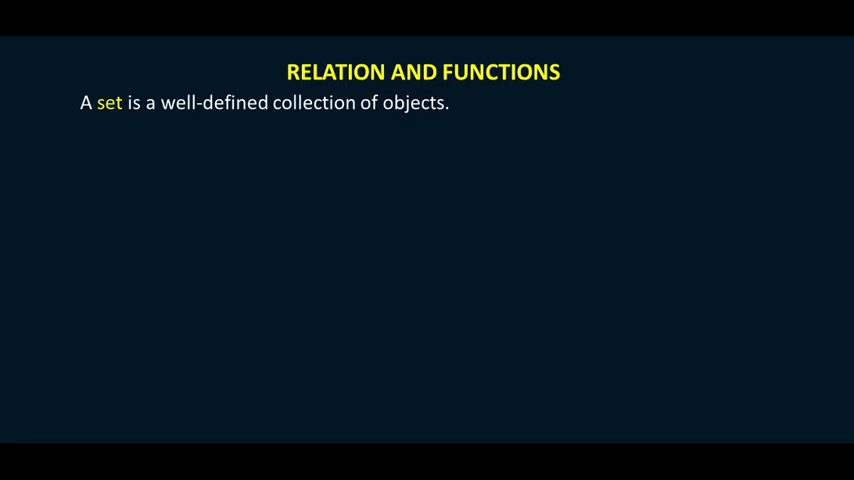 RELATION AND FUNCTIONS
A set is a well-defined collection of objects.